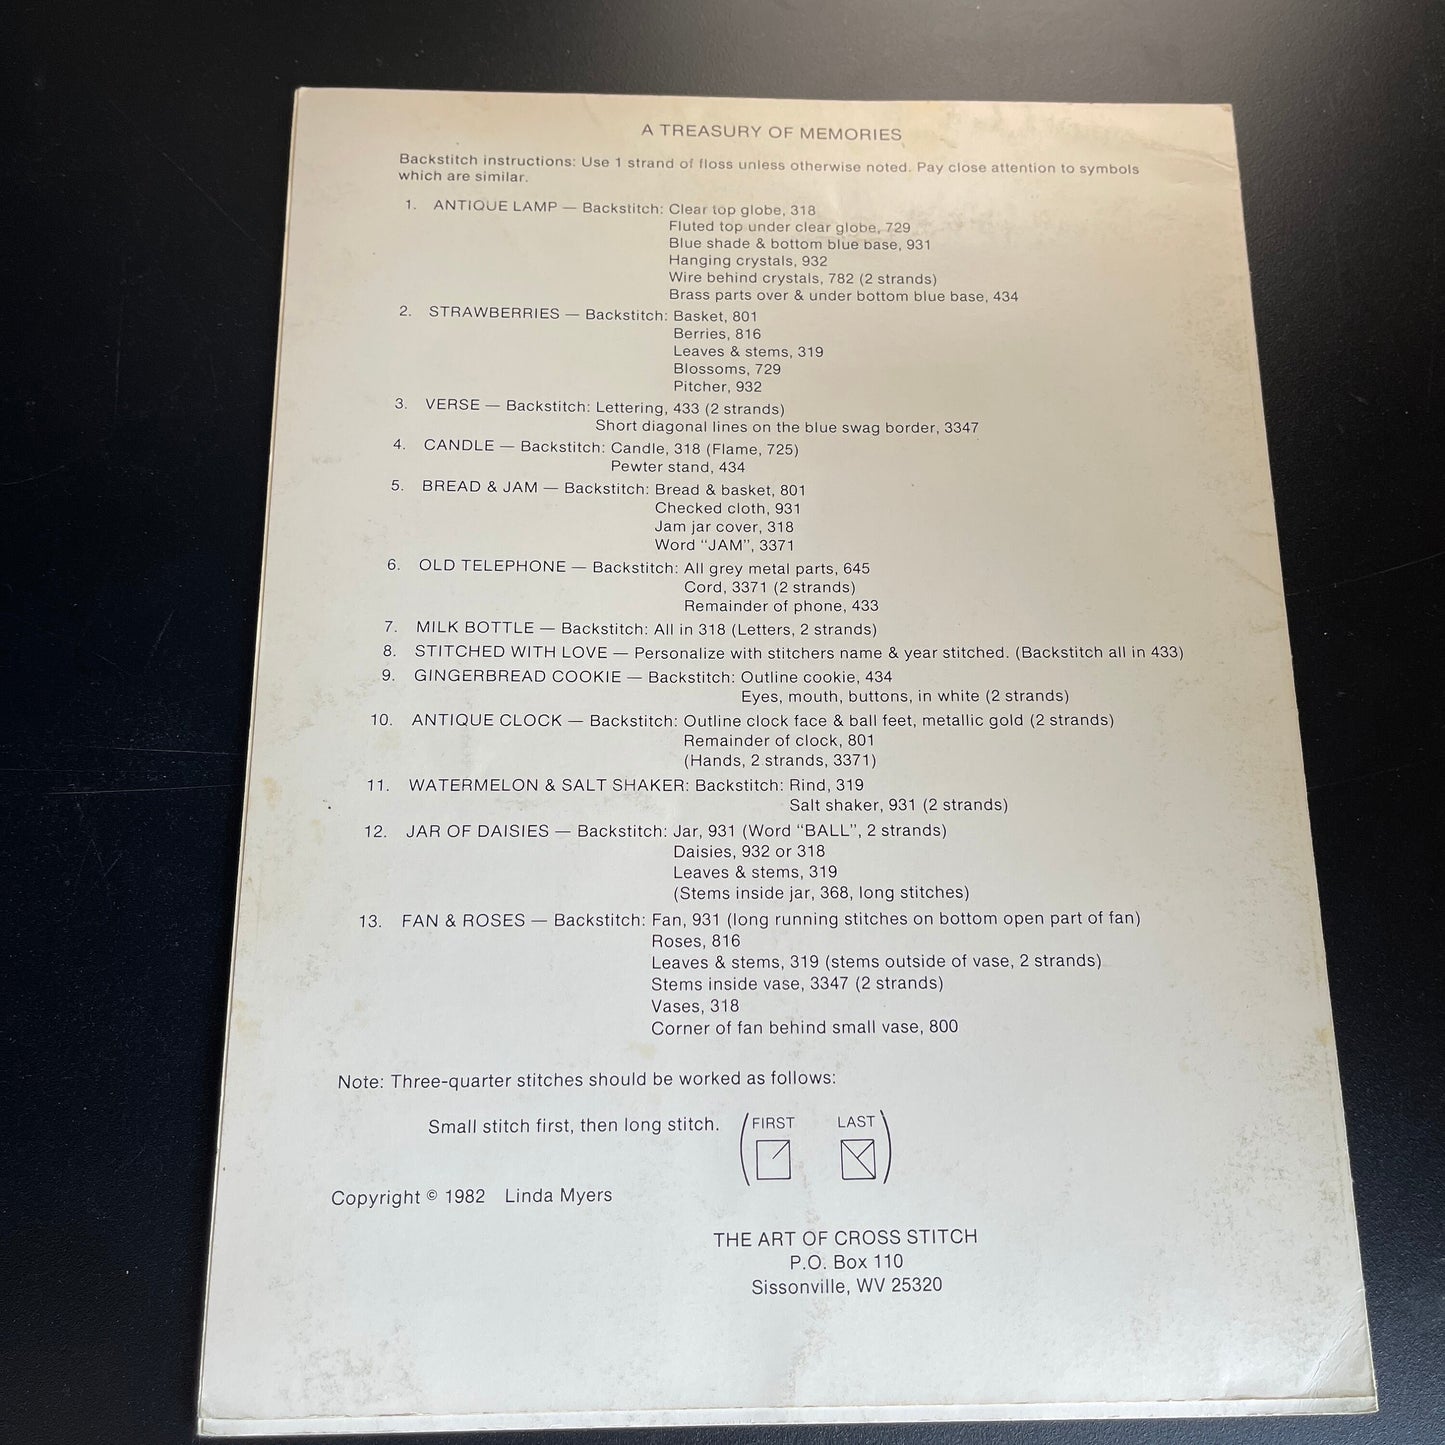 A TREASURY OF MEMORIES
Backstitch instructions: Use 1 strand of floss unless otherwise noted. Pay close attention to symbols
which are similar.
1. ANTIQUE LAMP — Backstitch: Clear top globe, 318
Fluted top under clear globe, 729
Blue shade & bottom blue base, 931
Hanging crystals, 932
Wire behind crystals, 782 (2 strands)
Brass parts over & under bottom blue base, 434
2. STRAWBERRIES — Backstitch: Basket, 801
Berries, 816
Leaves & stems, 319
Blossoms, 729
Pitcher, 932
3. VERSE — Backstitch: Lettering, 433 (2 strands)
Short diagonal lines on the blue swag border, 3347
4. CANDLE — Backstitch: Candle, 318 (Flame, 725)
Pewter stand, 434
5. BREAD & JAM — Backstitch: Bread & basket, 801
Checked cloth, 931
Jam jar cover, 318
Word “JAM”, 3371
6. OLD TELEPHONE — Backstitch: All grey metal parts, 645
Cord, 3371 (2 strands)
Remainder of phone, 433
7. MILK BOTTLE — Backstitch: All in 318 (Letters, 2 strands)
8. STITCHED WITH LOVE — Personalize with stitchers name & year stitched. (Backstitch all in 433)
9. GINGERBREAD COOKIE — Backstitch: Outline cookie, 434
Eyes, mouth, buttons, in white (2 strands)
10. ANTIQUE CLOCK — Backstitch: Outline clock face & ball feet, metallic gold (2 strands)
Remainder of clock, 801
(Hands, 2 strands, 3371)
11. WATERMELON & SALT SHAKER: Backstitch: Rind, 319
Salt shaker, 931 (2 strands)
12. JAR OF DAISIES — Backstitch: Jar, 931 (Word “BALL”, 2 strands)
Daisies, 932 or 318
Leaves & stems, 319
(Stems inside jar, 368, long stitches)
13. FAN & ROSES — Backstitch: Fan, 931 (long running stitches on bottom open part of fan)
Roses, 816
Leaves & stems, 319 (stems outside of vase, 2 strands)
Stems inside vase, 3347 (2 strands)
Vases, 318
Corner of fan behind small vase, 800
Note: Three-quarter stitches should be worked as follows:
Small stitch first, then long stitch. (FIRST LAST)
Copyright © 1982 Linda Myers
THE ART OF CROSS STITCH
P.O. Box 110
Sissonville, WV 25320